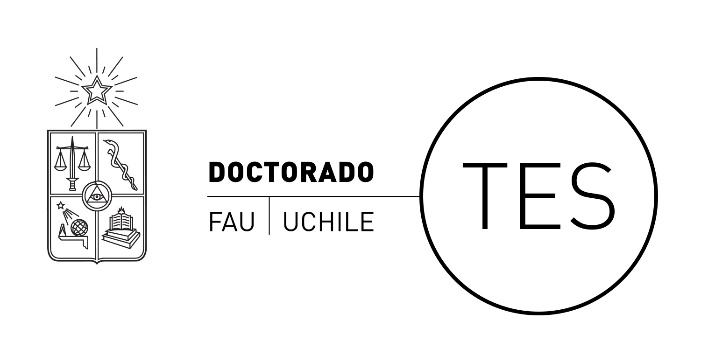 DOCTORADO
FAU | UCHILE
TES